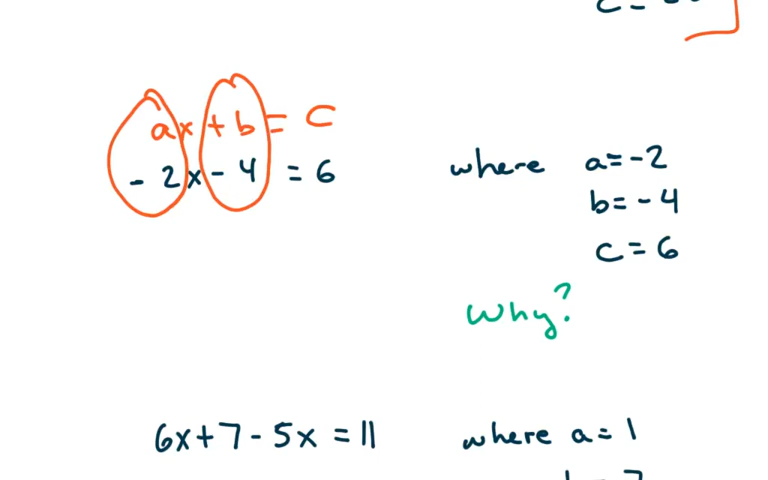 ax + b = c
- 2x - 4 = 6
where a = -2
b = - 4
c = 6
Why?
6x + 7 - 5x = 11
where a = 1